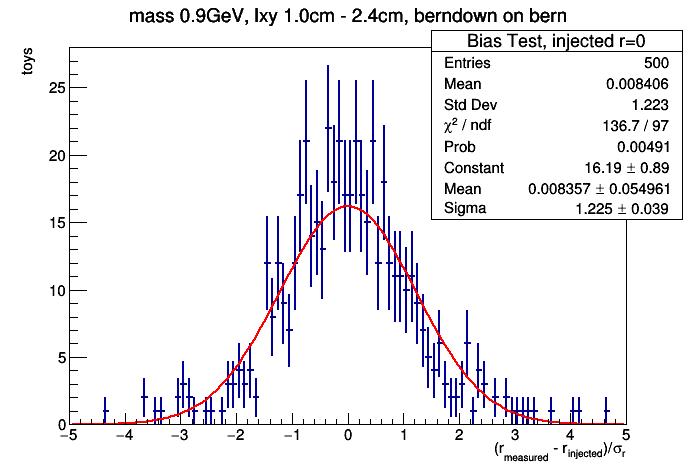 mass 0.9GeV, lxy 1.0cm - 2.4cm, berndown on bern
Bias Test, injected r=0
Entries 500
Mean 0.008406
Std Dev 1.223
χ² / ndf 136.7 / 97
Prob 0.00491
Constant 16.19 ± 0.89
Mean 0.008357 ± 0.054961
Sigma 1.225 ± 0.039
toys
25
20
15
10
5
0
−5 −4 −3 −2 −1 0 1 2 3 4 5
(r_measured - r_injected)/σ_r